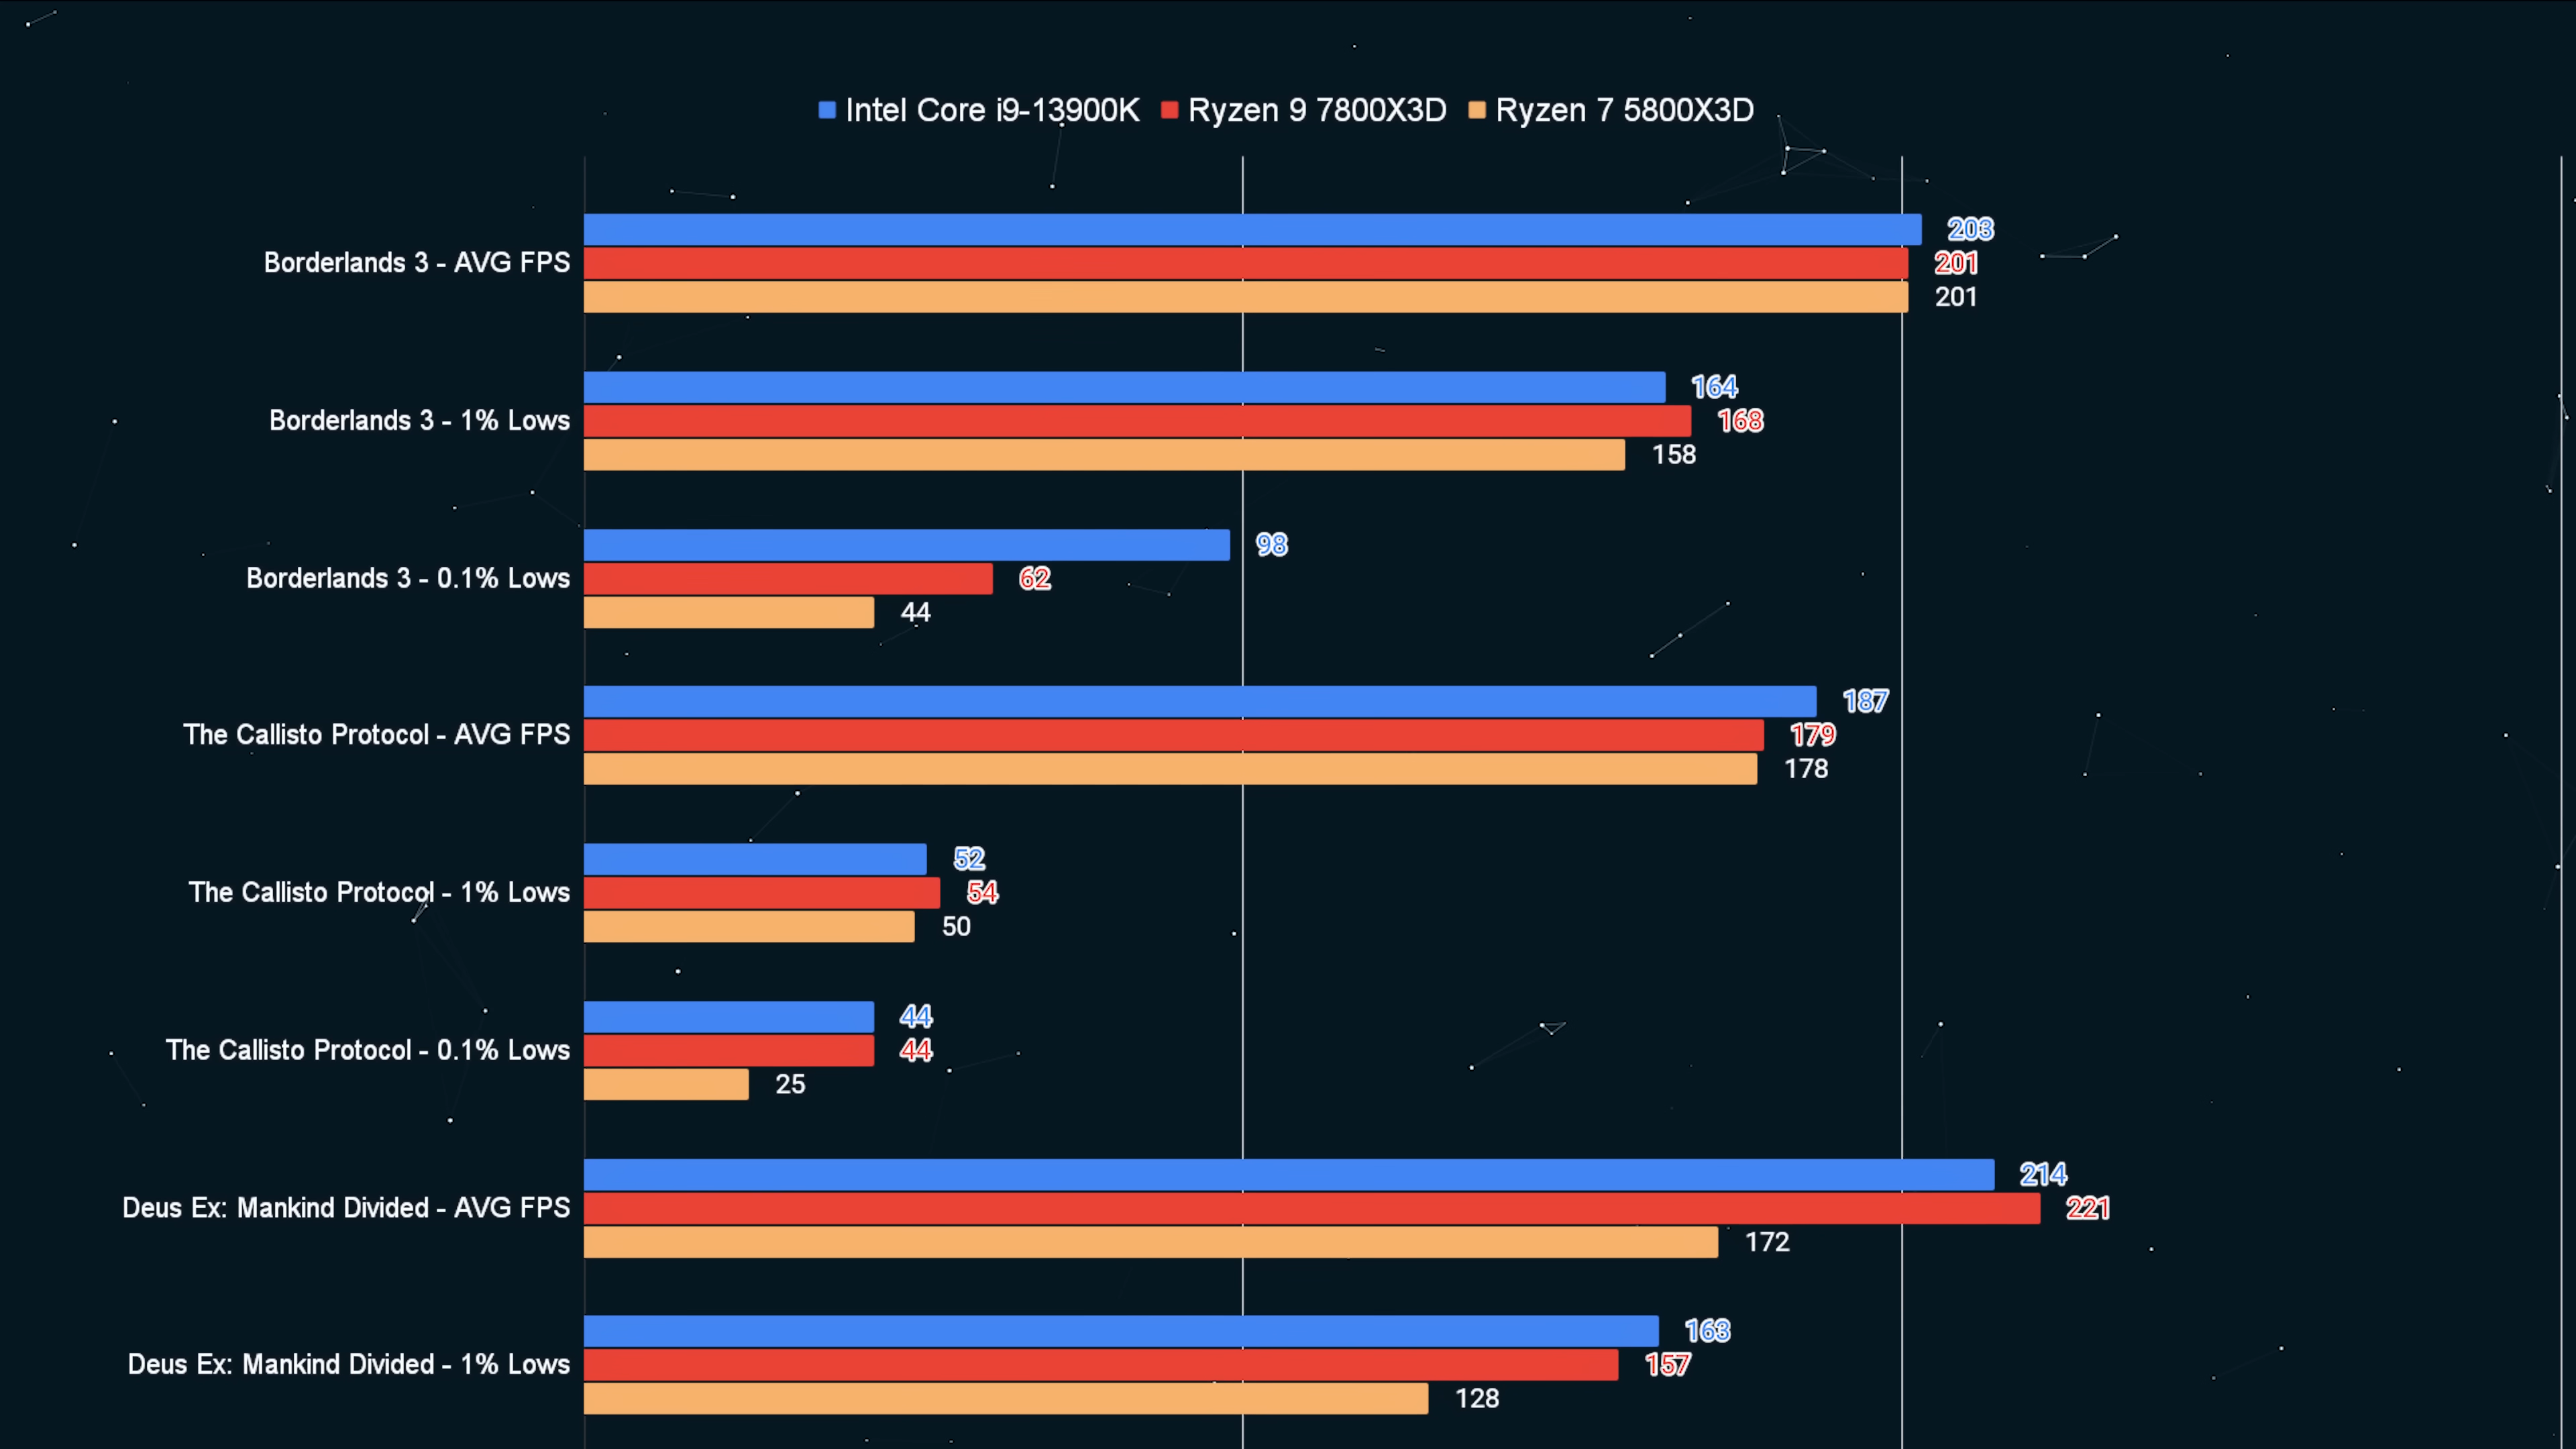 Intel Core i9-13900K Ryzen 9 7800X3D Ryzen 7 5800X3D
203
Borderlands 3 - AVG FPS 201
201
164
Borderlands 3 - 1% Lows 168
158
98
Borderlands 3 - 0.1% Lows 62
44
187
The Callisto Protocol - AVG FPS 179
178
52
The Callisto Protocol - 1% Lows 54
50
44
The Callisto Protocol - 0.1% Lows 44
25
214
Deus Ex: Mankind Divided - AVG FPS 221
172
163
Deus Ex: Mankind Divided - 1% Lows 157
128